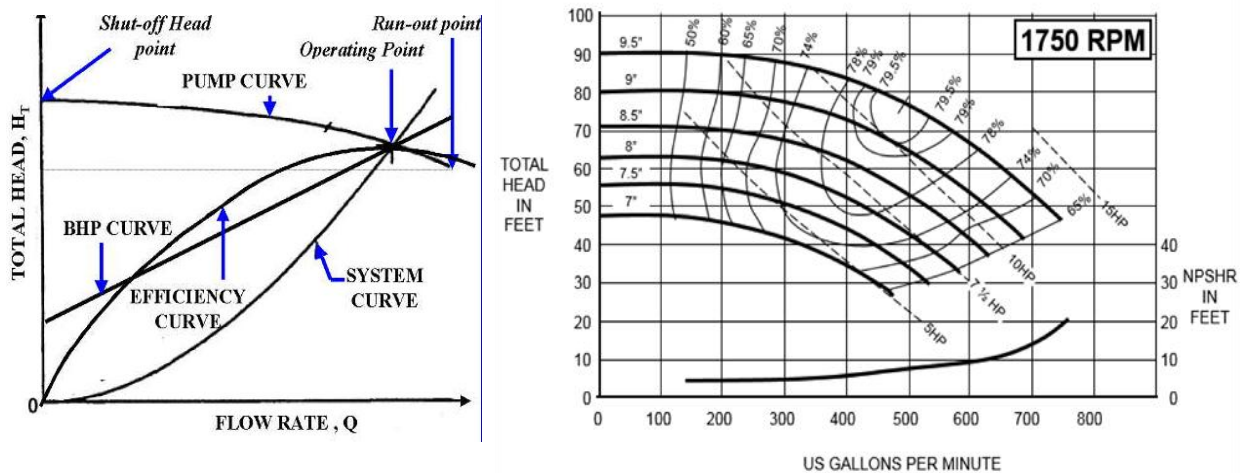 Shut-off Head
point
Run-out point
Operating Point
PUMP CURVE
TOTAL HEAD, H_T
BHP CURVE
EFFICIENCY
CURVE
SYSTEM
CURVE
0
FLOW RATE , Q
1750 RPM
100
90
80
70
60
50
40
30
20
10
0
TOTAL
HEAD
IN
FEET
9.5"
9"
8.5"
8"
7.5"
7"
50%
60%
65%
70%
74%
78%
79%
79.5%
79.5%
79%
78%
74%
70%
65%
15HP
10HP
7 ½ HP
5HP
40
30
20
10
0
NPSHR
IN
FEET
0 100 200 300 400 500 600 700 800
US GALLONS PER MINUTE